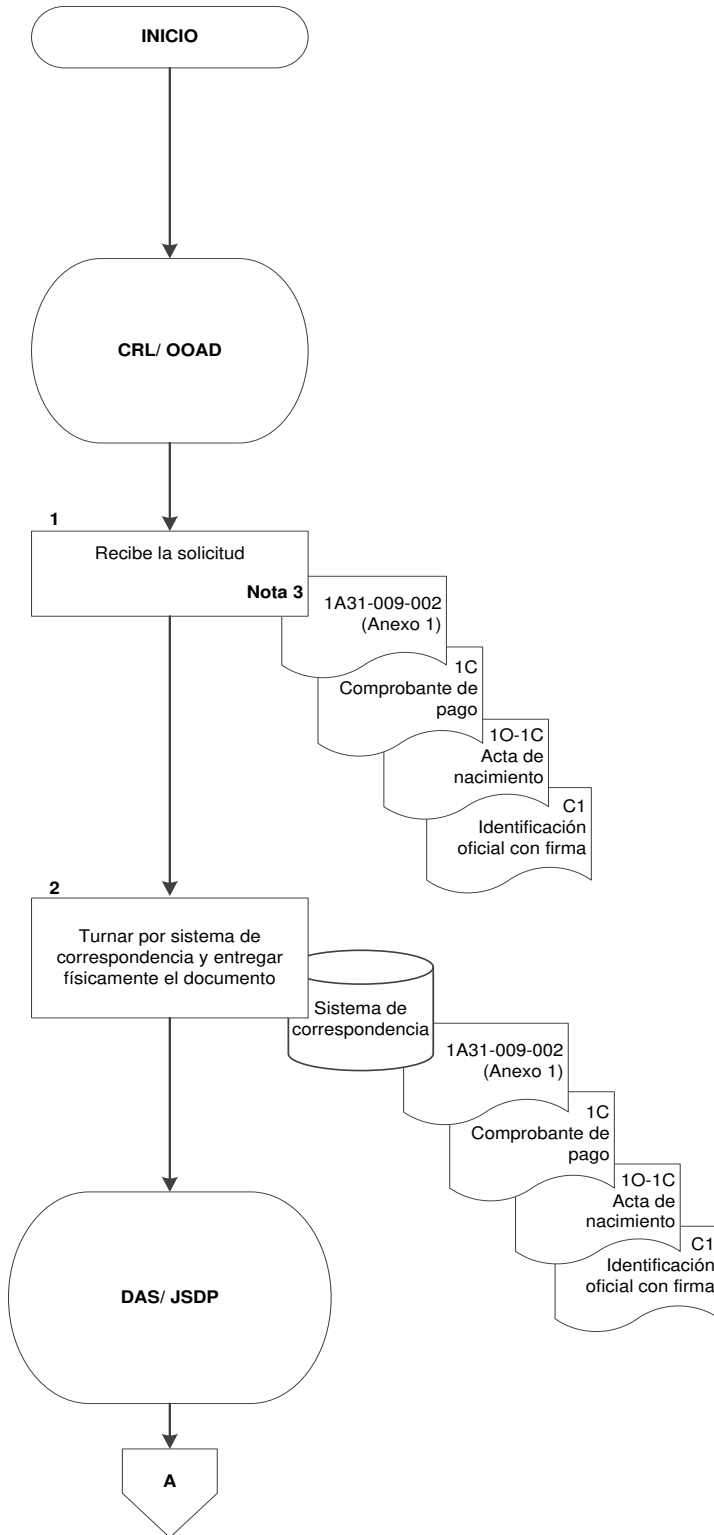 INICIO
CRL/ OOAD
1
Recibe la solicitud
Nota 3
1A31-009-002
(Anexo 1)
1C
Comprobante de
pago
1O-1C
Acta de
nacimiento
C1
Identificación
oficial con firma
2
Turnar por sistema de
correspondencia y entregar
físicamente el documento
Sistema de
correspondencia
1A31-009-002
(Anexo 1)
1C
Comprobante de
pago
1O-1C
Acta de
nacimiento
C1
Identificación
oficial con firma
DAS/ JSDP
A